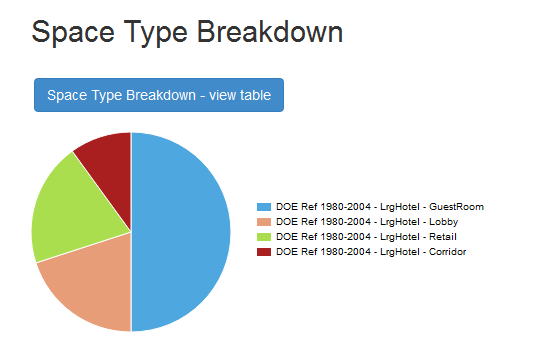 Space Type Breakdown
Space Type Breakdown - view table
DOE Ref 1980-2004 - LrgHotel - GuestRoom
DOE Ref 1980-2004 - LrgHotel - Lobby
DOE Ref 1980-2004 - LrgHotel - Retail
DOE Ref 1980-2004 - LrgHotel - Corridor